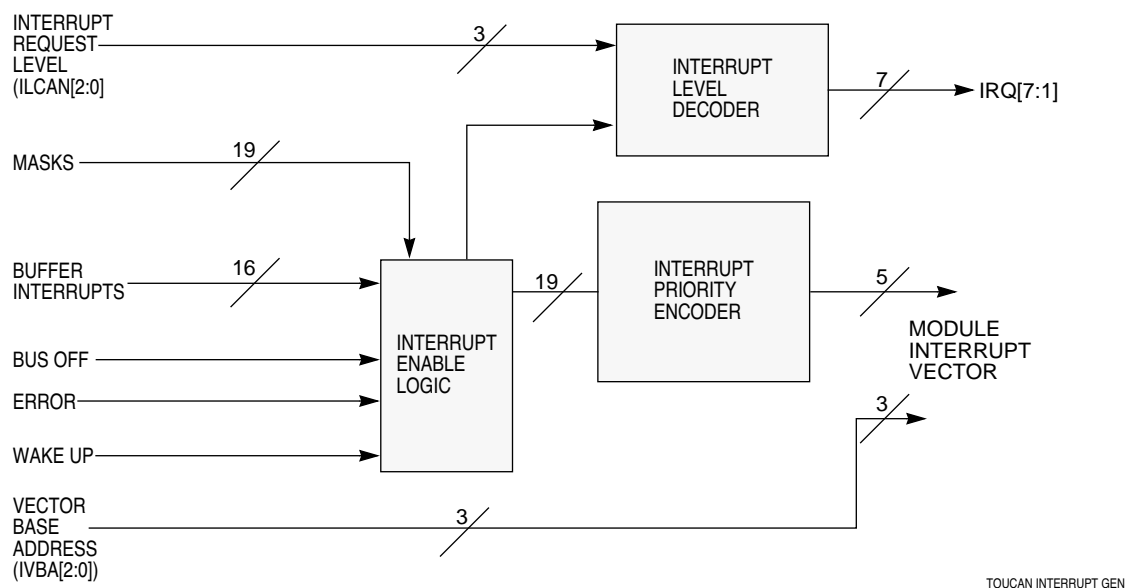 INTERRUPT
REQUEST
LEVEL
(ILCAN[2:0]
3
INTERRUPT
LEVEL
DECODER
7
IRQ[7:1]
MASKS
19
BUFFER
INTERRUPTS
16
BUS OFF
ERROR
WAKE UP
INTERRUPT
ENABLE
LOGIC
19
INTERRUPT
PRIORITY
ENCODER
5
MODULE
INTERRUPT
VECTOR
3
VECTOR
BASE
ADDRESS
(IVBA[2:0])
3
TOUCAN INTERRUPT GEN